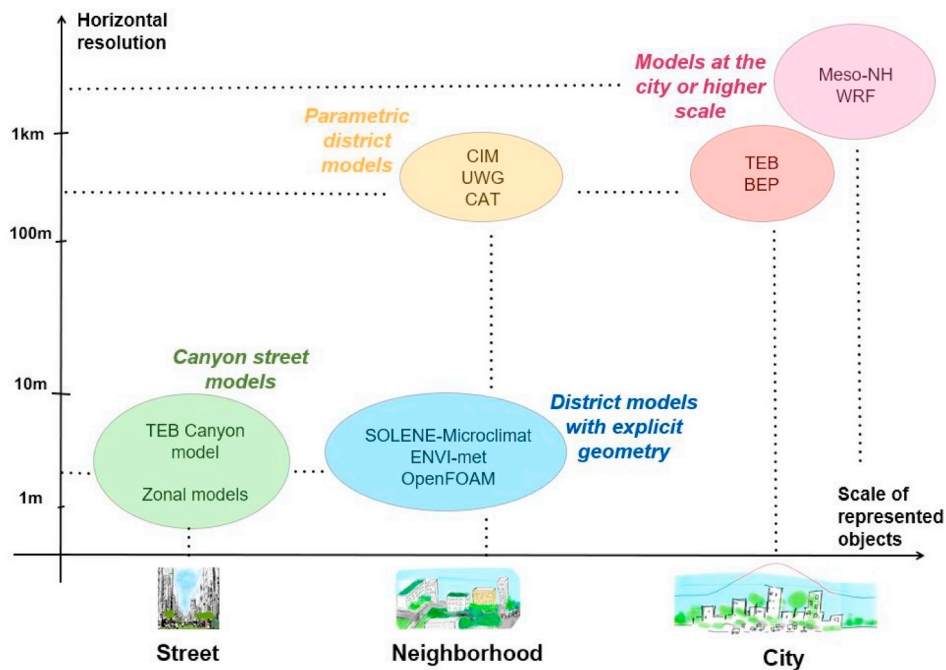 Horizontal
resolution
Models at the
city or higher
scale
Meso-NH
WRF
1km
Parametric
district
models
CIM
UWG
CAT
TEB
BEP
100m
Canyon street
models
10m
District models
with explicit
geometry
TEB Canyon
model
Zonal models
SOLENE-Microclimat
ENVI-met
OpenFOAM
1m
Scale of
represented
objects
Street
Neighborhood
City